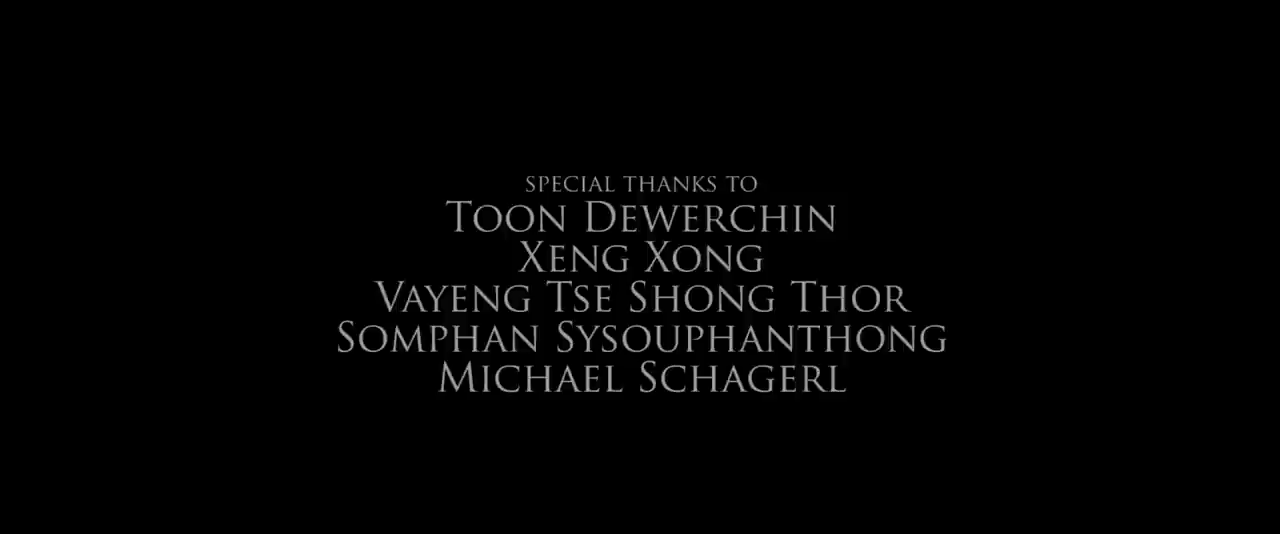 SPECIAL THANKS TO
TOON DEWERCHIN
XENG XONG
VAYENG TSE SHONG THOR
SOMPHAN SYSOUPHANTHONG
MICHAEL SCHAGERL